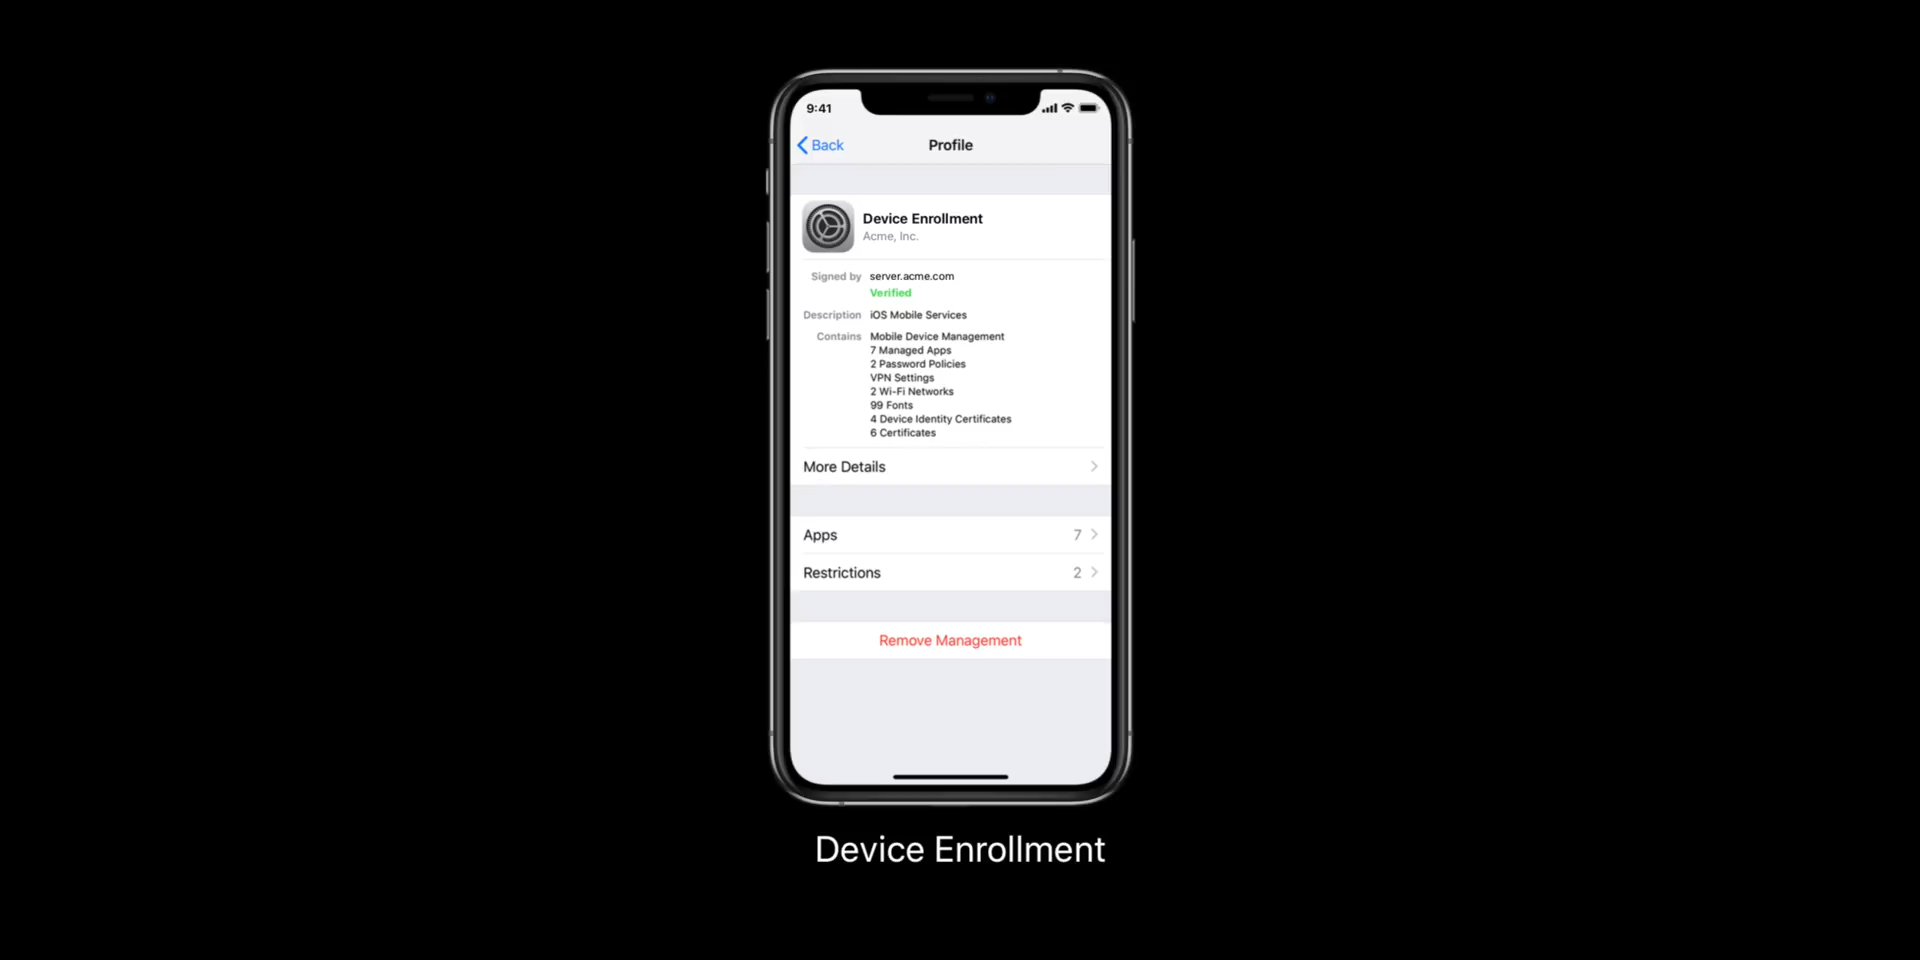 9:41
Back
Profile
Device Enrollment
Acme, Inc.
Signed by server.acme.com
Verified
Description iOS Mobile Services
Contains Mobile Device Management
7 Managed Apps
2 Password Policies
VPN Settings
2 Wi-Fi Networks
99 Fonts
4 Device Identity Certificates
6 Certificates
More Details
Apps 7
Restrictions 2
Remove Management
Device Enrollment